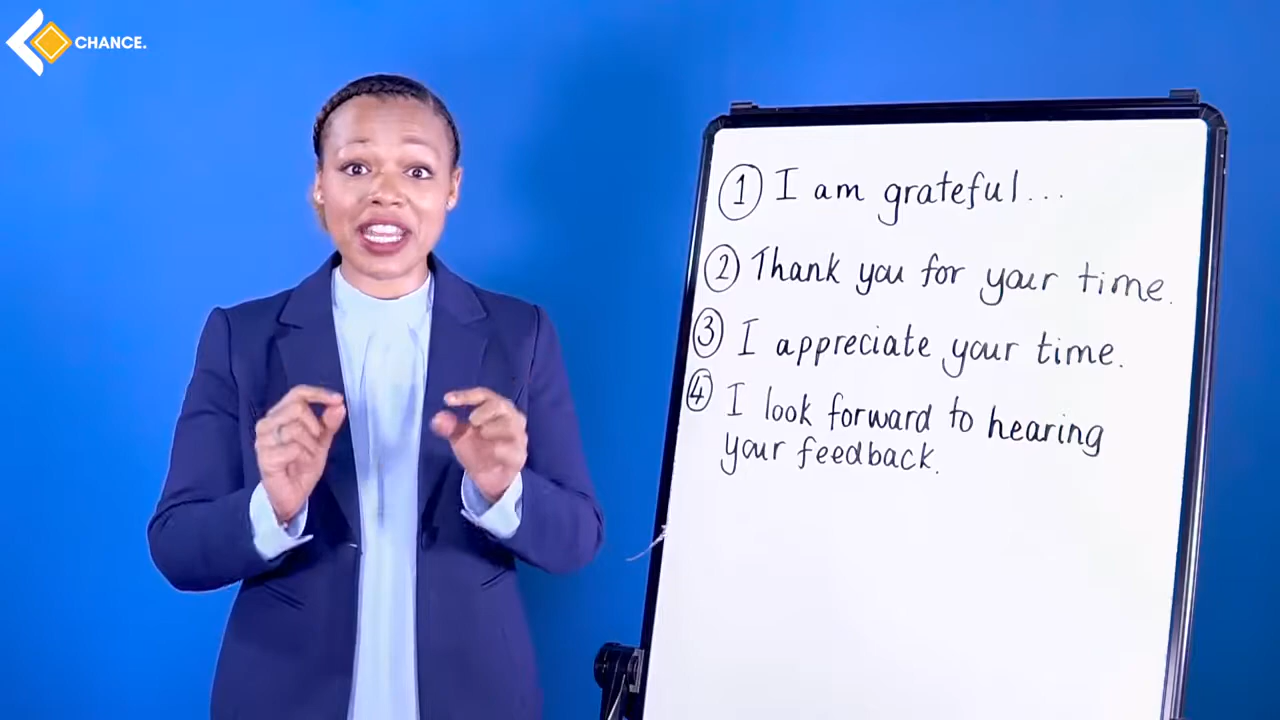 CHANCE.
1 I am grateful...
2 Thank you for your time.
3 I appreciate your time.
4 I look forward to hearing
your feedback.